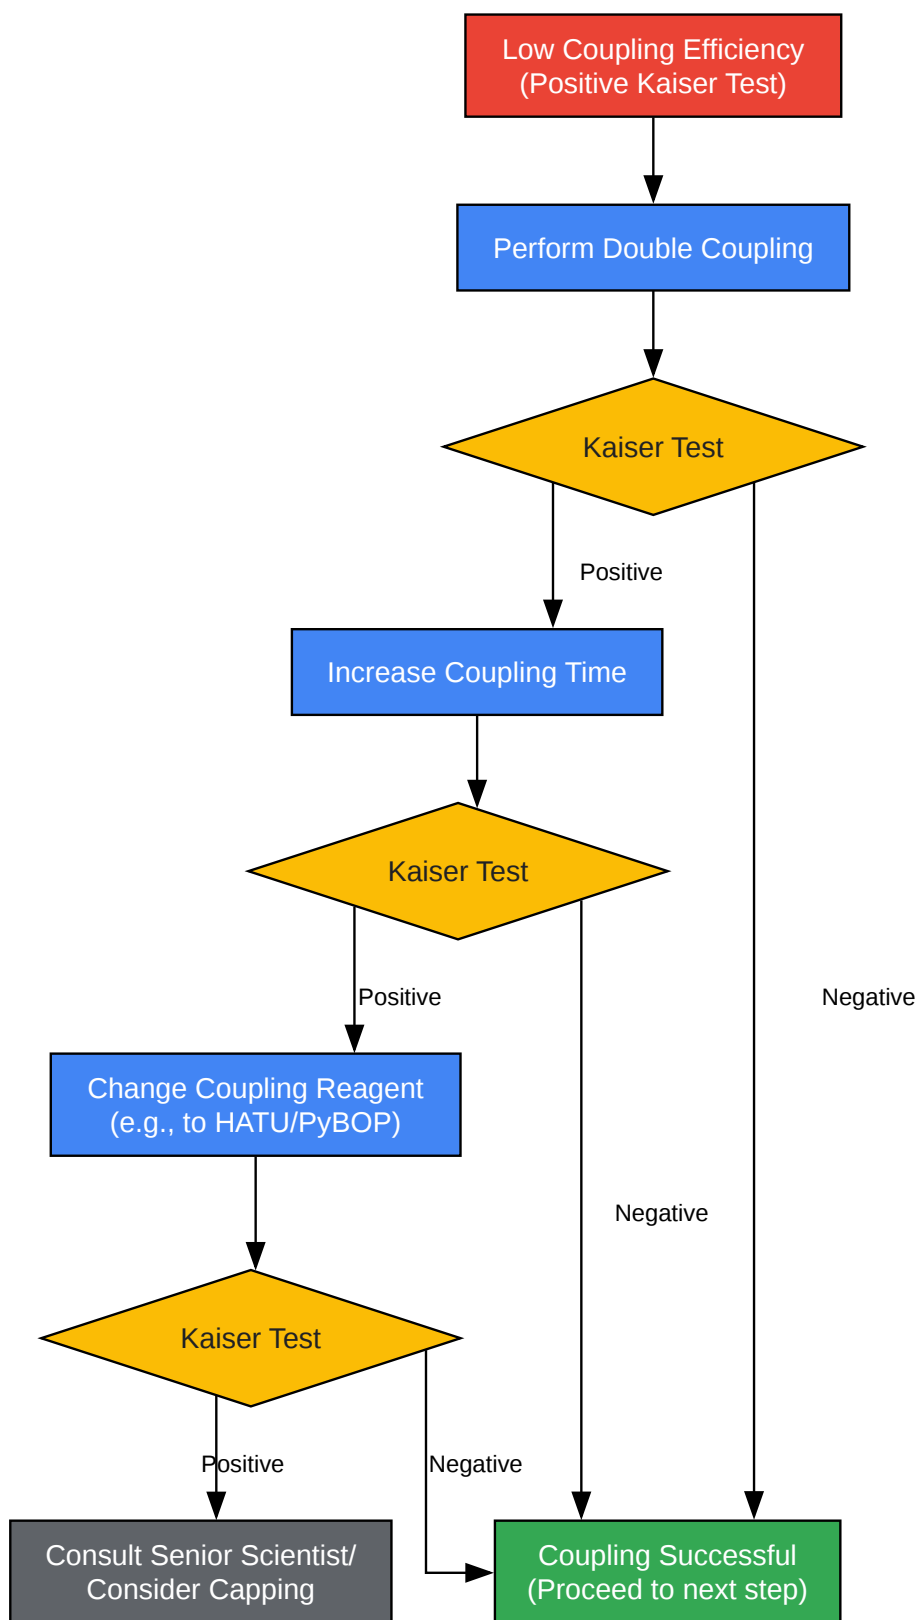 Low Coupling Efficiency
(Positive Kaiser Test)
Perform Double Coupling
Kaiser Test
Positive
Increase Coupling Time
Kaiser Test
Positive
Negative
Change Coupling Reagent
(e.g., to HATU/PyBOP)
Negative
Kaiser Test
Positive
Negative
Consult Senior Scientist/
Consider Capping
Coupling Successful
(Proceed to next step)